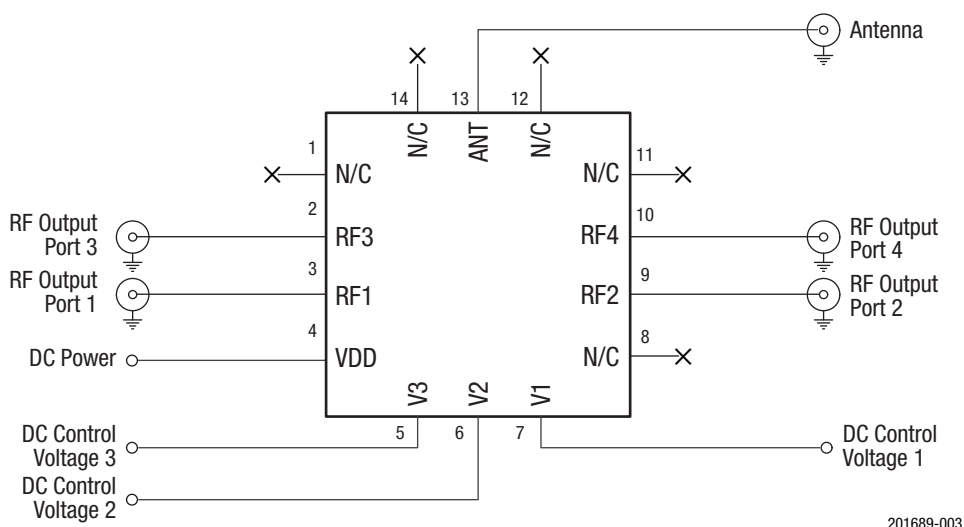 Antenna
14
13
12
N/C
ANT
N/C
1
N/C
11
N/C
RF Output
Port 3
2
RF3
10
RF4
RF Output
Port 4
RF Output
Port 1
3
RF1
9
RF2
RF Output
Port 2
DC Power
4
VDD
8
N/C
V3
V2
V1
5
6
7
DC Control
Voltage 3
DC Control
Voltage 1
DC Control
Voltage 2
201689-003